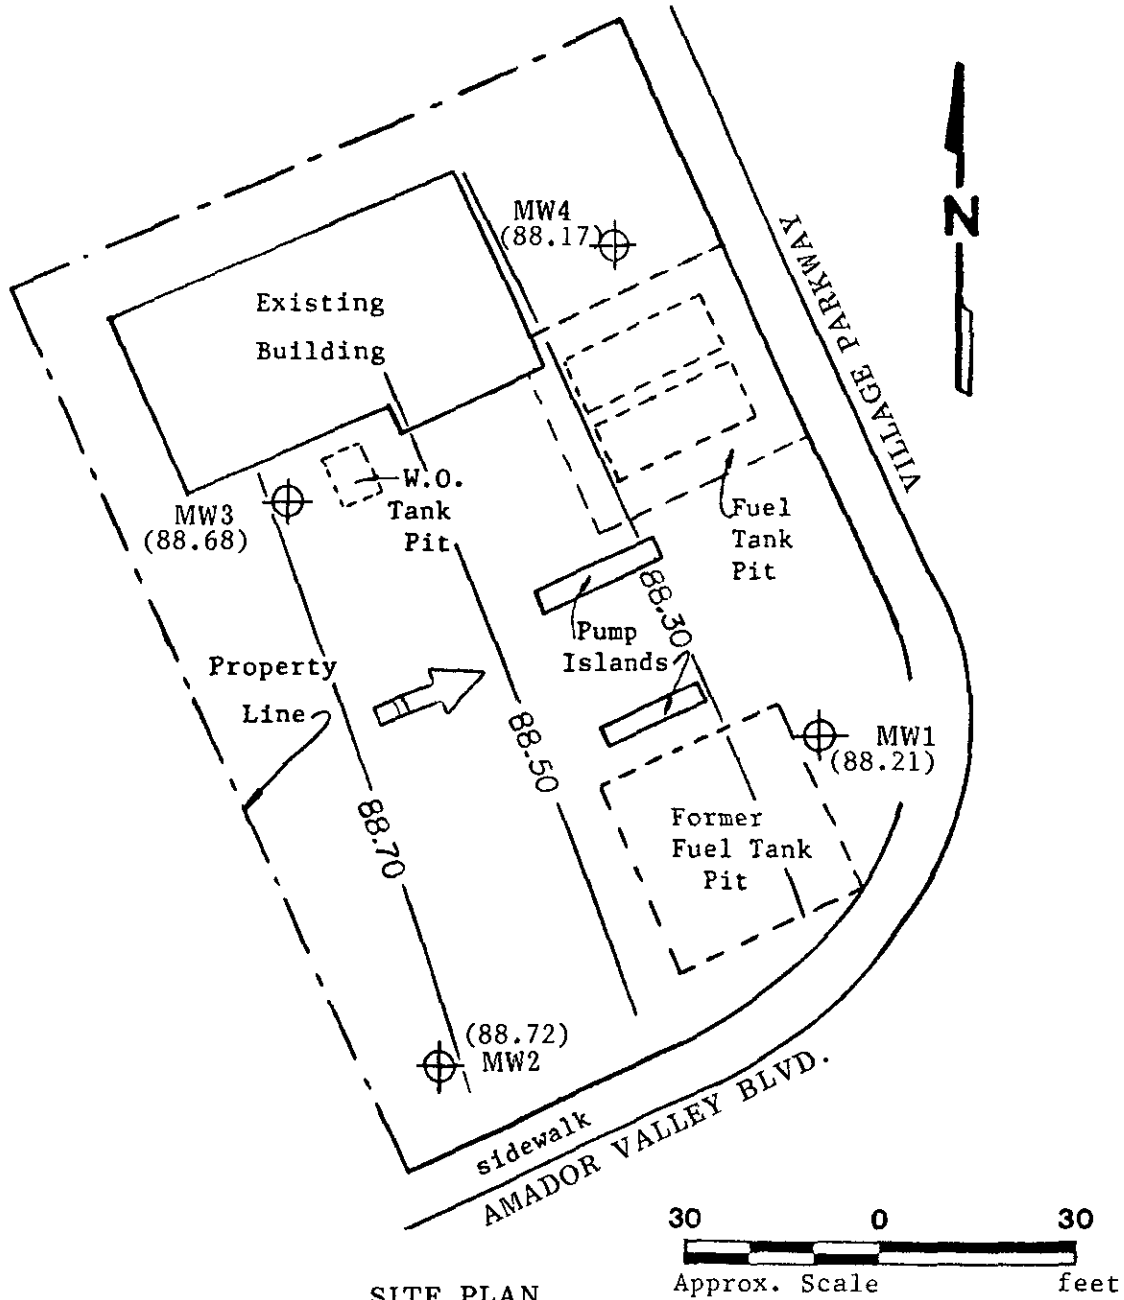 MW4
(88.17)
N
VILLAGE PARKWAY
Existing
Building
W.O.
Tank
Pit
MW3
(88.68)
Fuel
Tank
Pit
88.30
Pump
Islands
Property
Line
88.50
MW1
(88.21)
88.70
Former
Fuel Tank
Pit
(88.72)
MW2
sidewalk
AMADOR VALLEY BLVD.
30 0 30
Approx. Scale feet
SITE PLAN